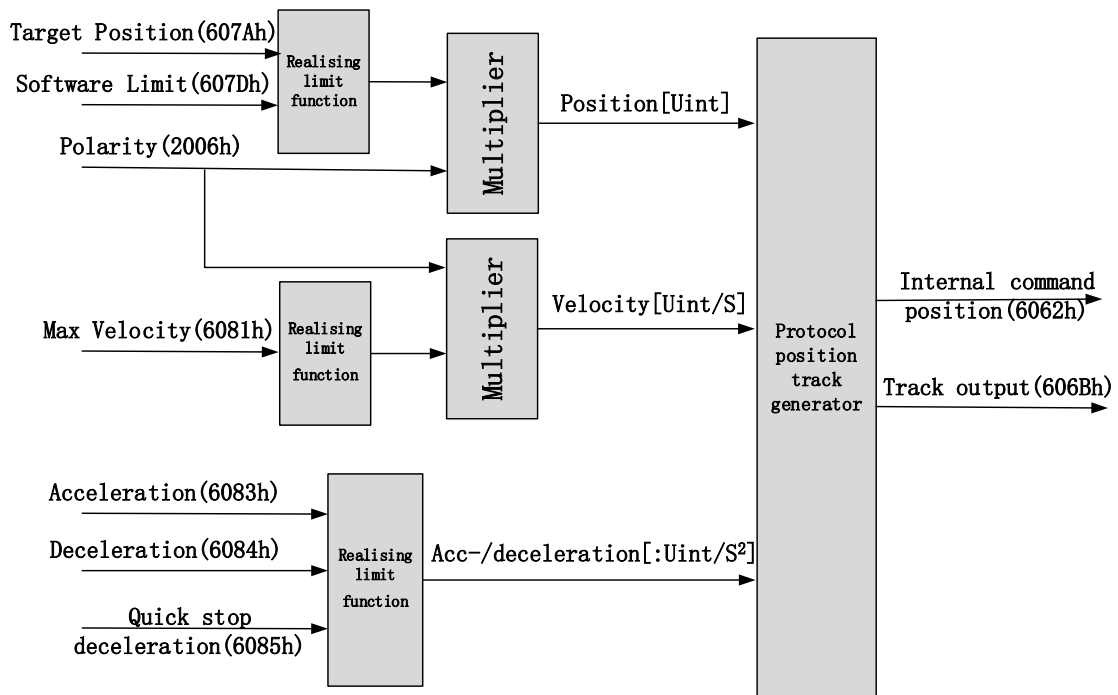 Target Position(607Ah)
Software Limit(607Dh)
Realising
limit
function
Polarity(2006h)
Multiplier
Position[Uint]
Max Velocity(6081h)
Realising
limit
function
Multiplier
Velocity[Uint/S]
Acceleration(6083h)
Deceleration(6084h)
Quick stop
deceleration(6085h)
Realising
limit
function
Acc-/deceleration[:Uint/S²]
Protocol
position
track
generator
Internal command
position(6062h)
Track output(606Bh)